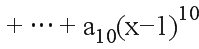 + ⋯ + a₁₀(x−1)¹⁰